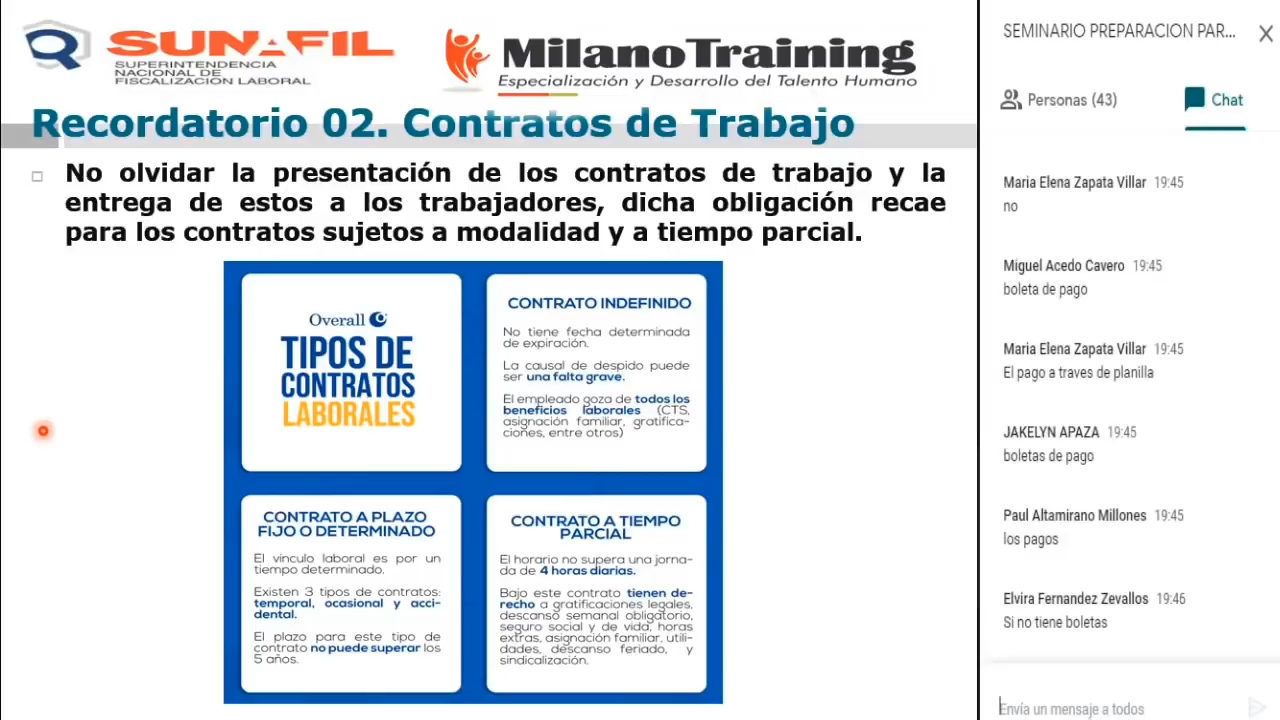 SUNAFIL
SUPERINTENDENCIA
NACIONAL DE
FISCALIZACIÓN LABORAL
Milano Training
Especialización y Desarrollo del Talento Humano
Recordatorio 02. Contratos de Trabajo
No olvidar la presentación de los contratos de trabajo y la
entrega de estos a los trabajadores, dicha obligación recae
para los contratos sujetos a modalidad y a tiempo parcial.
Overall
TIPOS DE
CONTRATOS
LABORALES
CONTRATO INDEFINIDO
No tiene fecha determinada
de expiración.
La causal de despido puede
ser una falta grave.
El empleado goza de todos los
beneficios laborales (CTS,
asignación familiar, gratifica-
ciones, entre otros)
CONTRATO A PLAZO
FIJO O DETERMINADO
El vínculo laboral es por un
tiempo determinado.
Existen 3 tipos de contratos:
temporal, ocasional y acci-
dental.
El plazo para este tipo de
contrato no puede superar los
5 años.
CONTRATO A TIEMPO
PARCIAL
El horario no supera una jorna-
da de 4 horas diarias.
Bajo este contrato tienen de-
recho a gratificaciones legales,
descanso semanal obligatorio,
seguro social y de vida, horas
extras, asignación familiar, utili-
dades, descanso feriado, y
sindicalización.
SEMINARIO PREPARACION PAR...
Personas (43)
Chat
Maria Elena Zapata Villar 19:45
no
Miguel Acedo Cavero 19:45
boleta de pago
Maria Elena Zapata Villar 19:45
El pago a traves de planilla
JAKELYN APAZA 19:45
boletas de pago
Paul Altamirano Millones 19:45
los pagos
Elvira Fernandez Zevallos 19:46
Si no tiene boletas
Envía un mensaje a todos